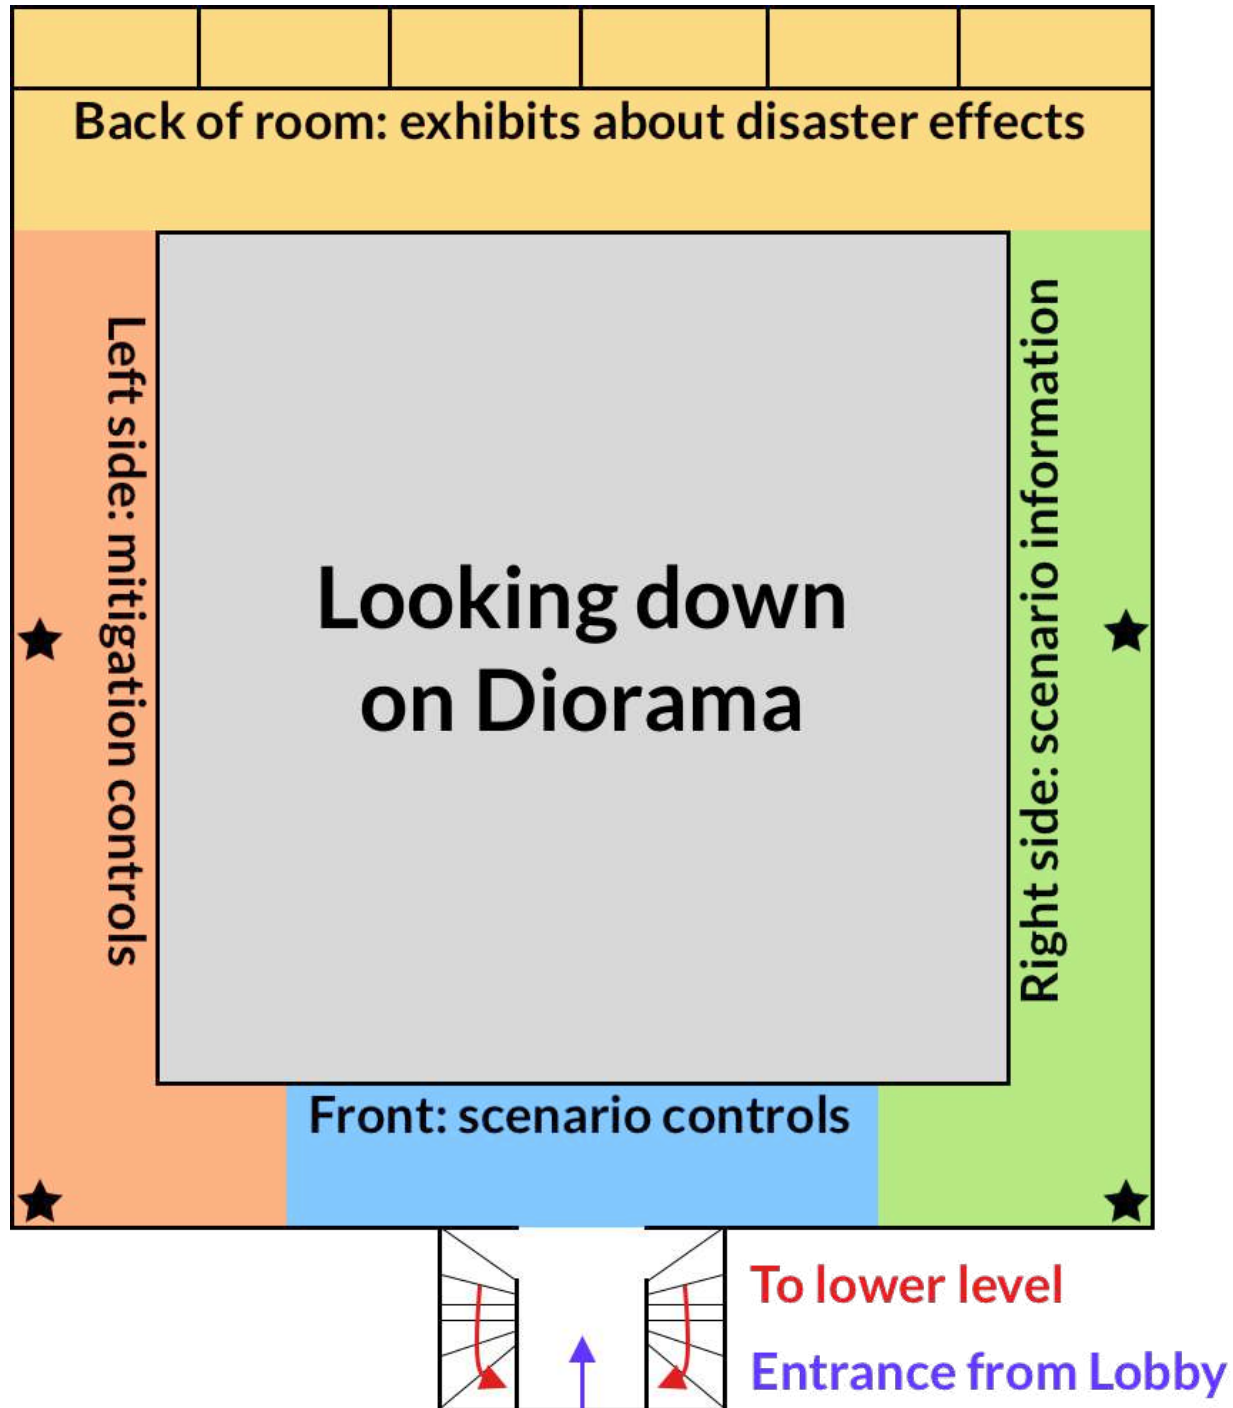 Back of room: exhibits about disaster effects
Left side: mitigation controls
Looking down
on Diorama
Right side: scenario information
Front: scenario controls
To lower level
Entrance from Lobby